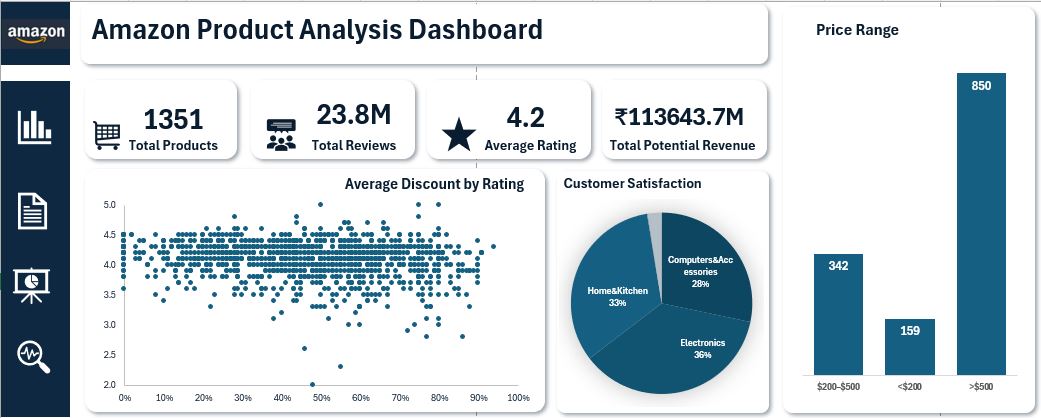 amazon
Amazon Product Analysis Dashboard
1351
Total Products
23.8M
Total Reviews
4.2
Average Rating
₹113643.7M
Total Potential Revenue
Average Discount by Rating
5.0
4.5
4.0
3.5
3.0
2.5
2.0
0% 10% 20% 30% 40% 50% 60% 70% 80% 90% 100%
Customer Satisfaction
Computers&Acc
essories
28%
Home&Kitchen
33%
Electronics
36%
Price Range
850
342
159
$200-$500 <$200 >$500